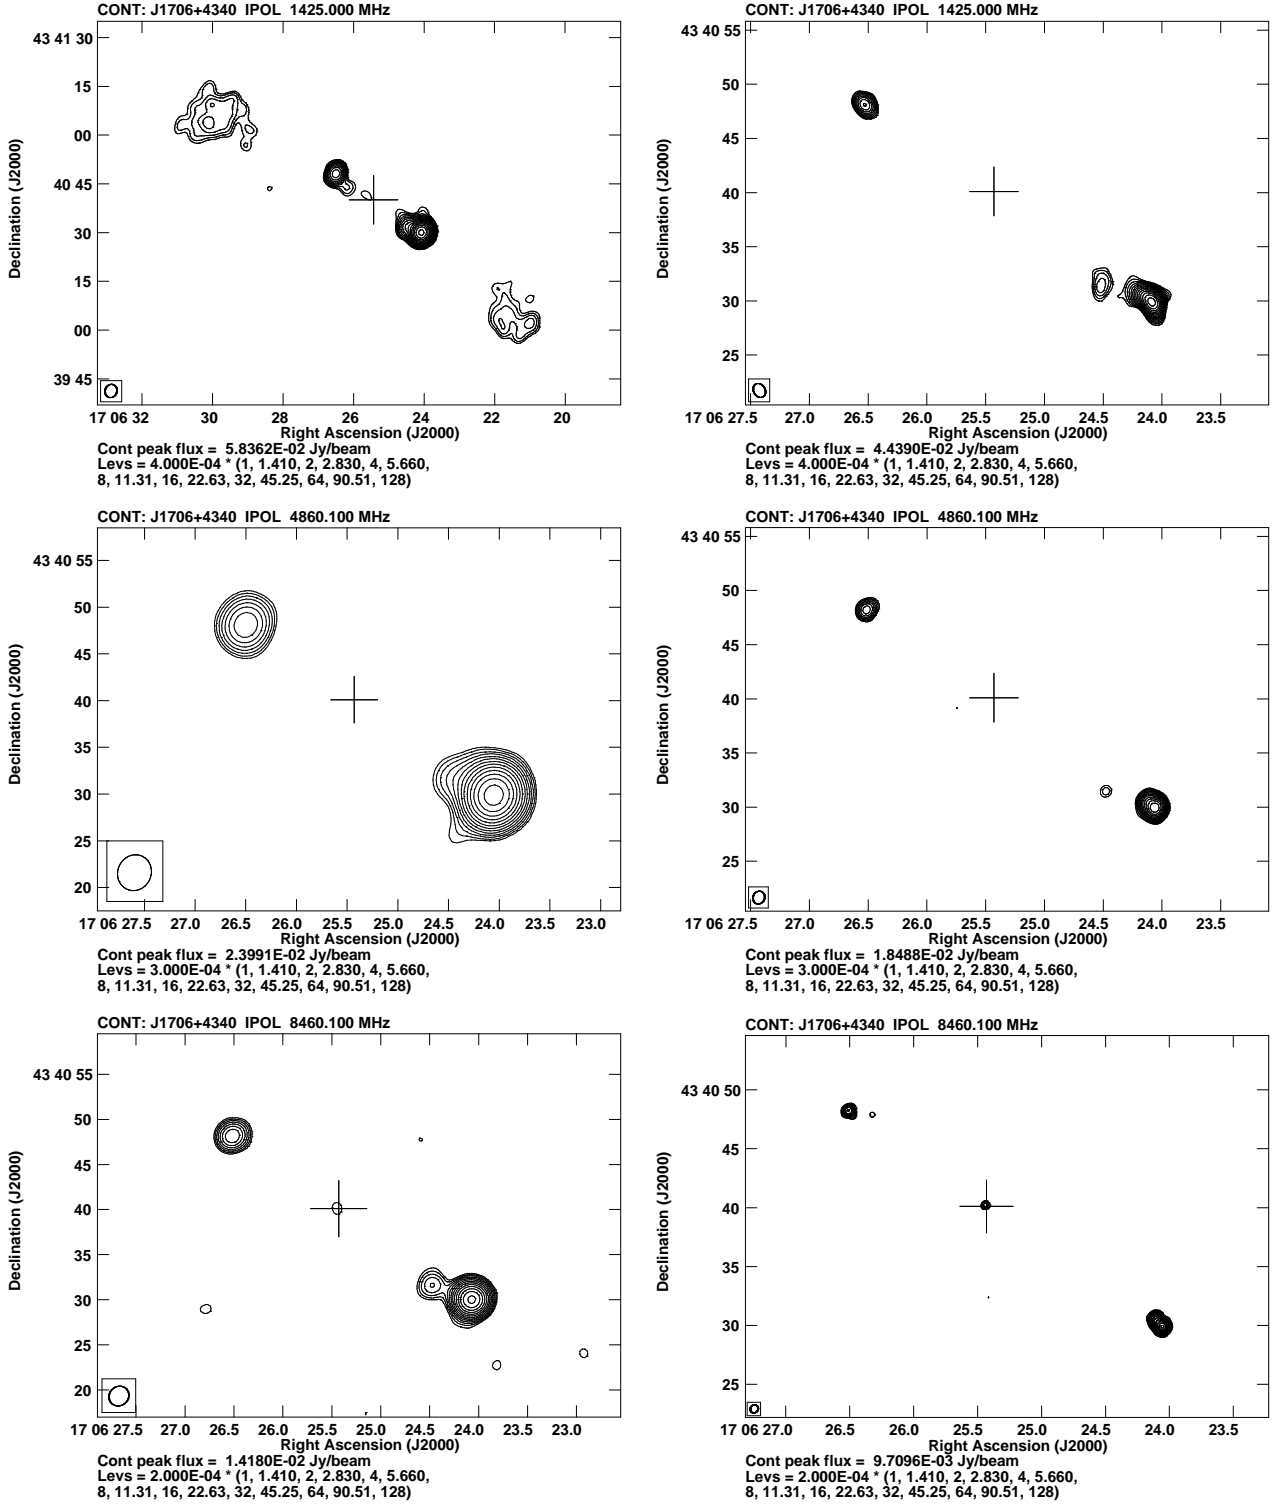 CONT: J1706+4340 IPOL 1425.000 MHz
43 41 30
15
00
40 45
30
15
00
39 45
Declination (J2000)
17 06 32 30 28 26 24 22 20
Right Ascension (J2000)
Cont peak flux = 5.8362E-02 Jy/beam
Levs = 4.000E-04 * (1, 1.410, 2, 2.830, 4, 5.660,
8, 11.31, 16, 22.63, 32, 45.25, 64, 90.51, 128)
CONT: J1706+4340 IPOL 1425.000 MHz
43 40 55
50
45
40
35
30
25
Declination (J2000)
17 06 27.5 27.0 26.5 26.0 25.5 25.0 24.5 24.0 23.5
Right Ascension (J2000)
Cont peak flux = 4.4390E-02 Jy/beam
Levs = 4.000E-04 * (1, 1.410, 2, 2.830, 4, 5.660,
8, 11.31, 16, 22.63, 32, 45.25, 64, 90.51, 128)
CONT: J1706+4340 IPOL 4860.100 MHz
43 40 55
50
45
40
35
30
25
20
Declination (J2000)
17 06 27.5 27.0 26.5 26.0 25.5 25.0 24.5 24.0 23.5 23.0
Right Ascension (J2000)
Cont peak flux = 2.3991E-02 Jy/beam
Levs = 3.000E-04 * (1, 1.410, 2, 2.830, 4, 5.660,
8, 11.31, 16, 22.63, 32, 45.25, 64, 90.51, 128)
CONT: J1706+4340 IPOL 4860.100 MHz
43 40 55
50
45
40
35
30
25
Declination (J2000)
17 06 27.5 27.0 26.5 26.0 25.5 25.0 24.5 24.0 23.5
Right Ascension (J2000)
Cont peak flux = 1.8488E-02 Jy/beam
Levs = 3.000E-04 * (1, 1.410, 2, 2.830, 4, 5.660,
8, 11.31, 16, 22.63, 32, 45.25, 64, 90.51, 128)
CONT: J1706+4340 IPOL 8460.100 MHz
43 40 55
50
45
40
35
30
25
20
Declination (J2000)
17 06 27.5 27.0 26.5 26.0 25.5 25.0 24.5 24.0 23.5 23.0
Right Ascension (J2000)
Cont peak flux = 1.4180E-02 Jy/beam
Levs = 2.000E-04 * (1, 1.410, 2, 2.830, 4, 5.660,
8, 11.31, 16, 22.63, 32, 45.25, 64, 90.51, 128)
CONT: J1706+4340 IPOL 8460.100 MHz
43 40 50
45
40
35
30
25
Declination (J2000)
17 06 27.0 26.5 26.0 25.5 25.0 24.5 24.0 23.5
Right Ascension (J2000)
Cont peak flux = 9.7096E-03 Jy/beam
Levs = 2.000E-04 * (1, 1.410, 2, 2.830, 4, 5.660,
8, 11.31, 16, 22.63, 32, 45.25, 64, 90.51, 128)